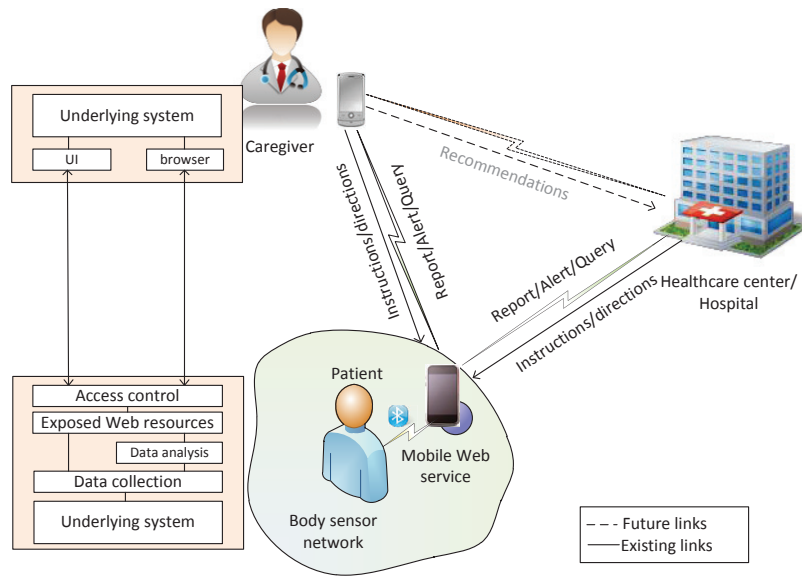 Underlying system
UI
browser
Caregiver
Recommendations
Instructions/directions
Report/Alert/Query
Healthcare center/
Hospital
Report/Alert/Query
Instructions/directions
Access control
Exposed Web resources
Data analysis
Data collection
Underlying system
Patient
Mobile Web
service
Body sensor
network
Future links
Existing links